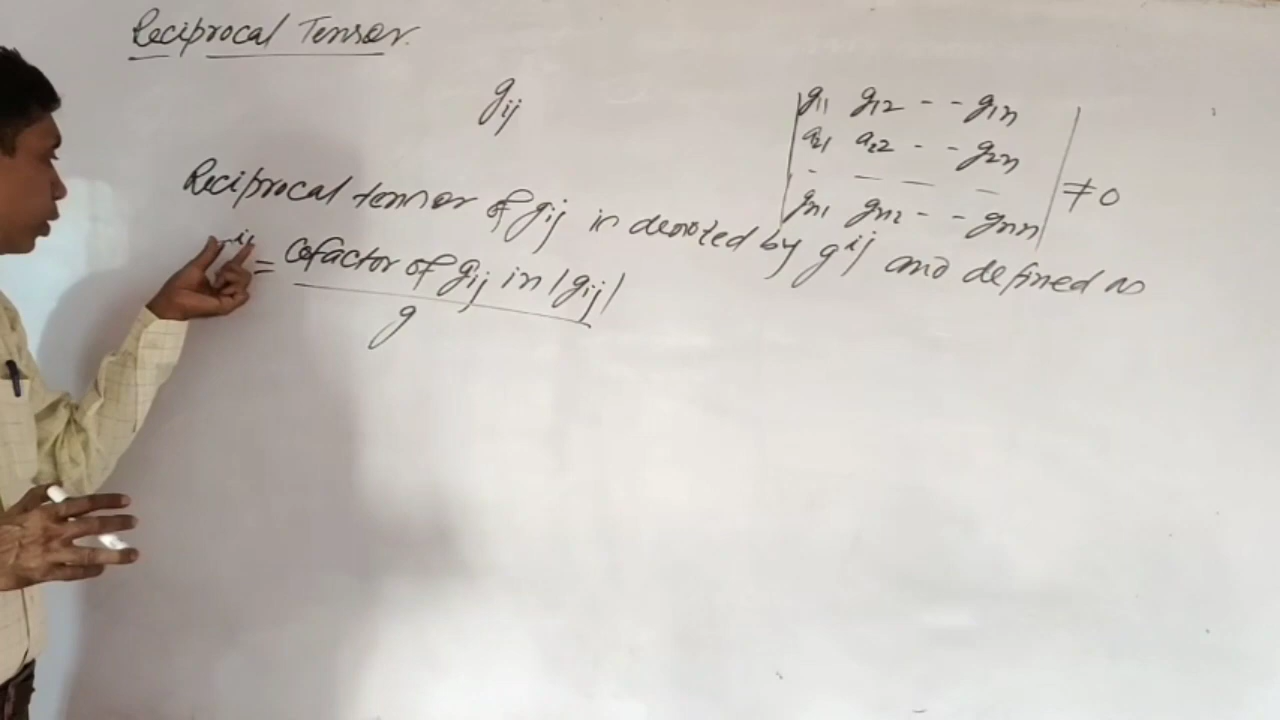 Reciprocal Tensor.
gij
g11 g12 - - g1n
a21 a22 - - g2n
. — — —
gn1 gn2 - - gnn
≠0
Reciprocal tensor of gij is denoted by g^ij and defined as
= Cofactor of gij in |gij|
g